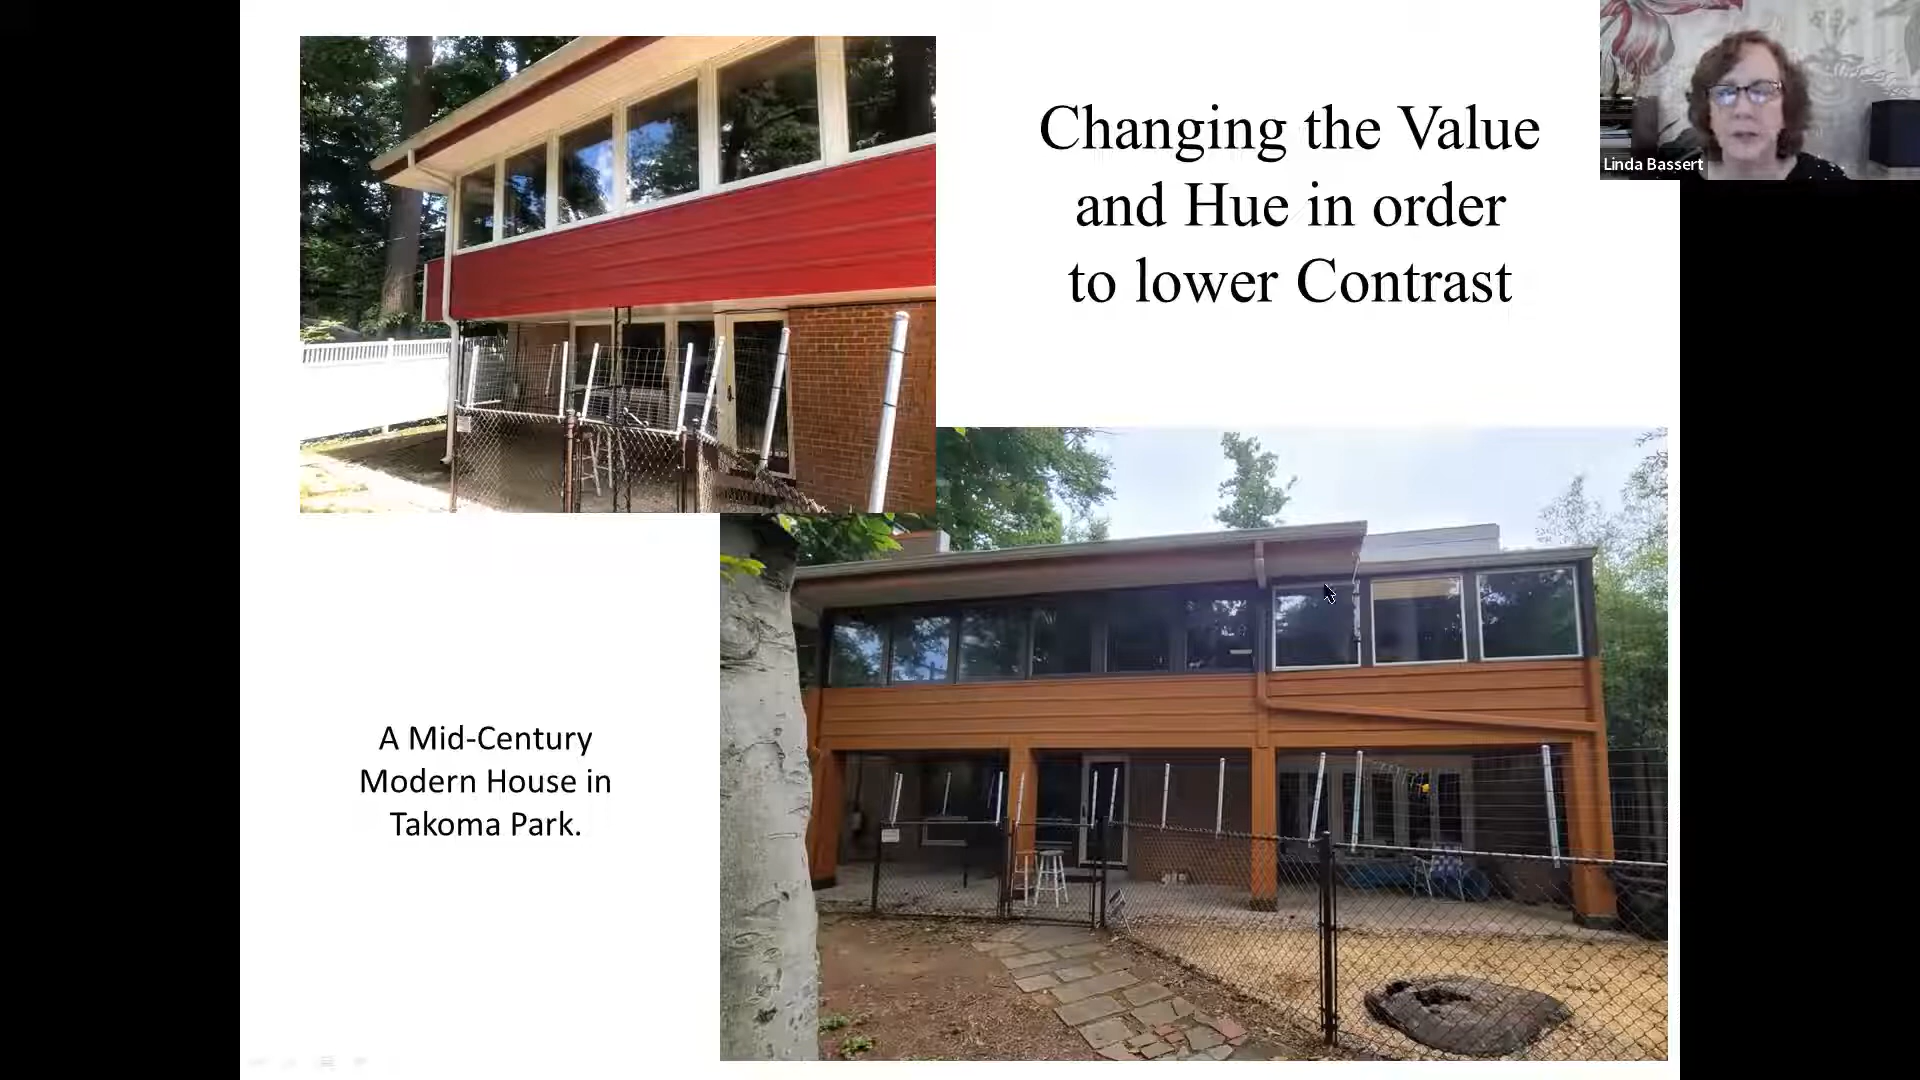 Changing the Value
and Hue in order
to lower Contrast
Linda Bassert
A Mid-Century
Modern House in
Takoma Park.